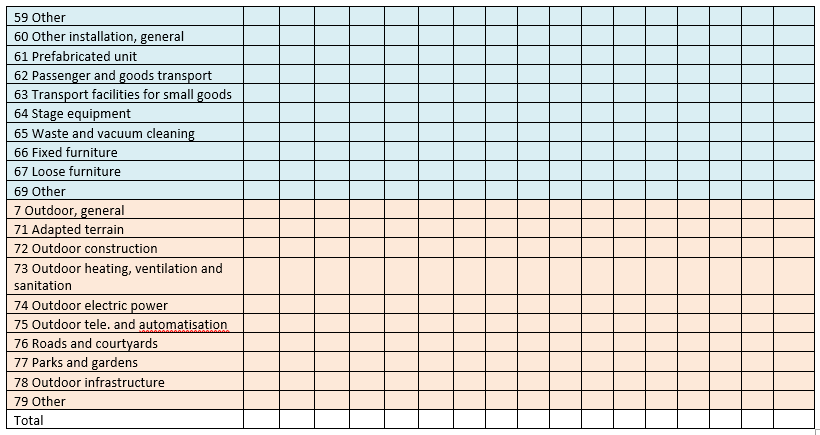 59 Other
60 Other installation, general
61 Prefabricated unit
62 Passenger and goods transport
63 Transport facilities for small goods
64 Stage equipment
65 Waste and vacuum cleaning
66 Fixed furniture
67 Loose furniture
69 Other
7 Outdoor, general
71 Adapted terrain
72 Outdoor construction
73 Outdoor heating, ventilation and
sanitation
74 Outdoor electric power
75 Outdoor tele. and automatisation
76 Roads and courtyards
77 Parks and gardens
78 Outdoor infrastructure
79 Other
Total